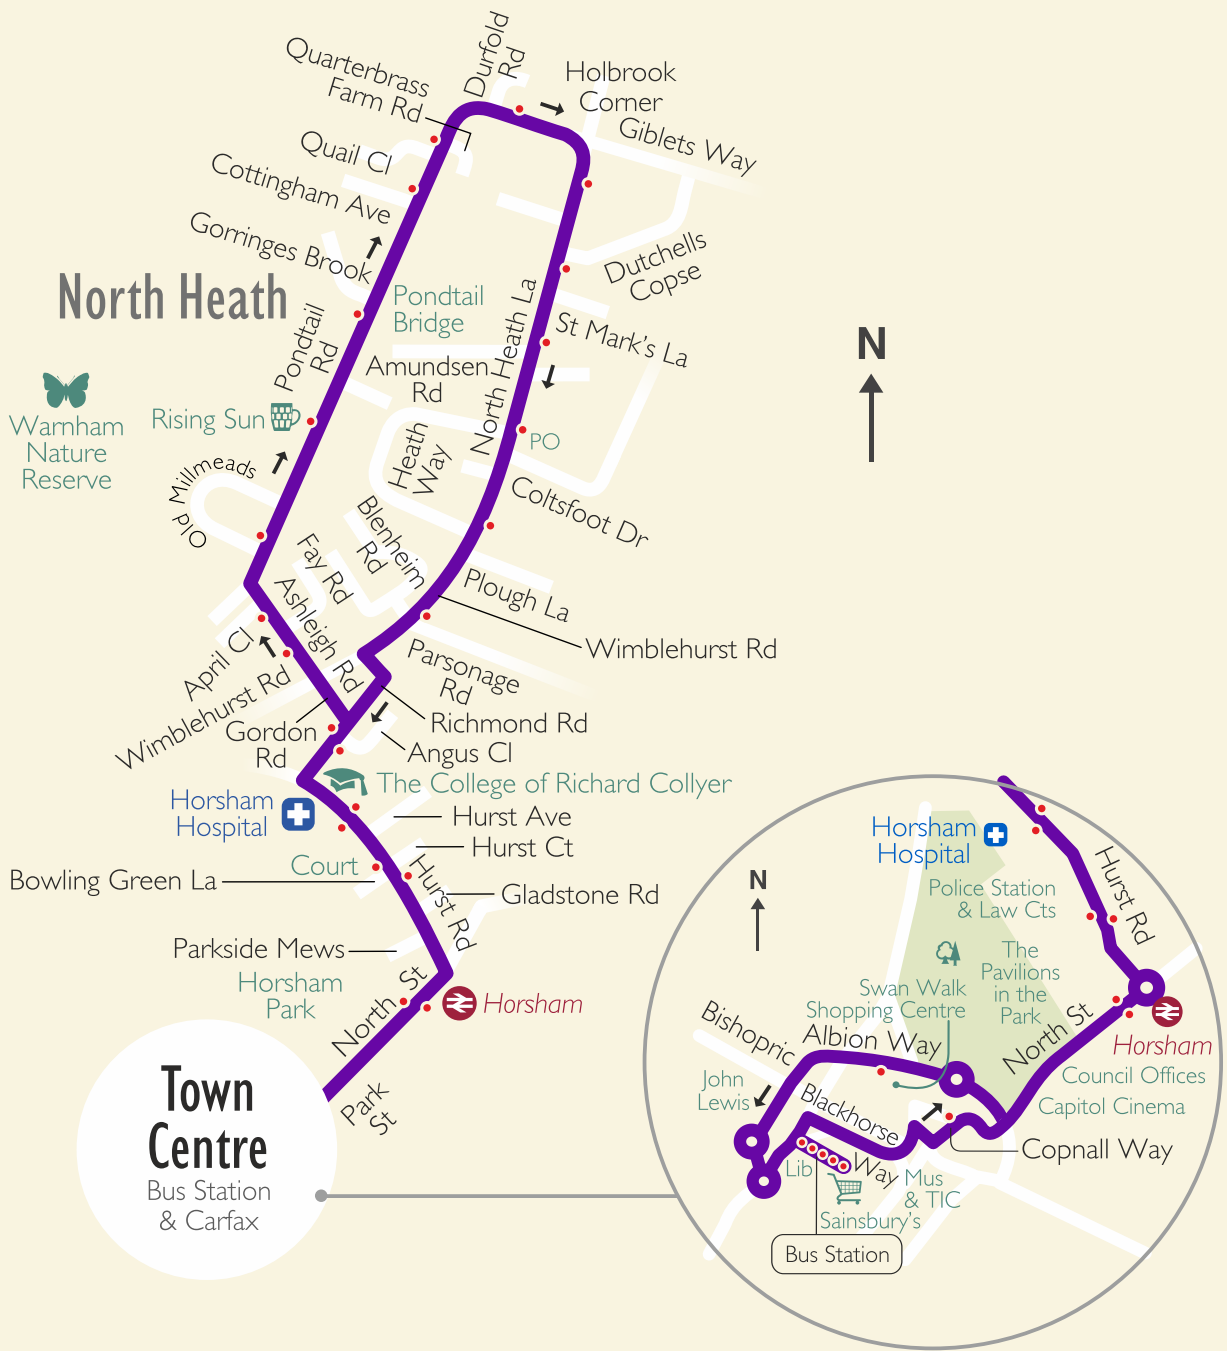 Durfold
Rd
Quarterbrass
Farm Rd
Holbrook
Corner
Giblets Way
Quail Cl
Cottingham Ave
Gorringes Brook
Dutchells
Copse
North Heath
Pondtail
Rd
Pondtail
Bridge
North Heath La
St Mark's La
N
Amundsen
Rd
Warnham
Nature
Reserve
Rising Sun
PO
Heath
Way
Old Millmeads
Coltsfoot Dr
Blenheim
Rd
Fay Rd
Ashleigh Rd
Plough La
Wimblehurst Rd
April Cl
Parsonage
Rd
Wimblehurst Rd
Gordon
Rd
Richmond Rd
Angus Cl
The College of Richard Collyer
Horsham
Hospital
Hurst Ave
Hurst Ct
Court
Bowling Green La
Hurst Rd
Gladstone Rd
Parkside Mews
Horsham
Park
North St
Horsham
Park
St
Town
Centre
Bus Station
& Carfax
Horsham
Hospital
Hurst Rd
N
Police Station
& Law Cts
The
Pavilions
in the
Park
Swan Walk
Shopping Centre
Bishopric
Albion Way
North St
Horsham
Council Offices
Capitol Cinema
John
Lewis
Blackhorse
Way
Copnall Way
Lib
Mus
& TIC
Sainsbury's
Bus Station